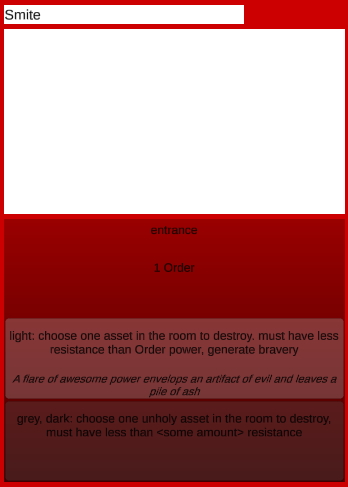 Smite
entrance
1 Order
light: choose one asset in the room to destroy. must have less
resistance than Order power, generate bravery
A flare of awesome power envelops an artifact of evil and leaves a
pile of ash
grey, dark: choose one unholy asset in the room to destroy,
must have less than <some amount> resistance